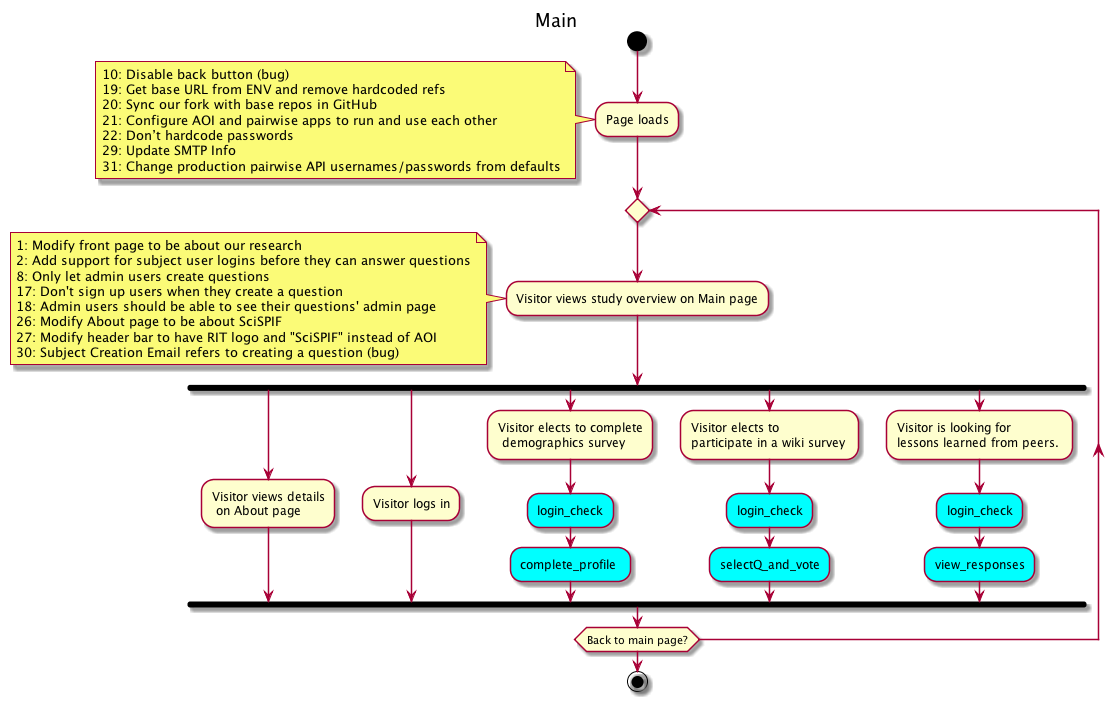 Main
10: Disable back button (bug)
19: Get base URL from ENV and remove hardcoded refs
20: Sync our fork with base repos in GitHub
21: Configure AOI and pairwise apps to run and use each other
22: Don't hardcode passwords
29: Update SMTP Info
31: Change production pairwise API usernames/passwords from defaults
Page loads
1: Modify front page to be about our research
2: Add support for subject user logins before they can answer questions
8: Only let admin users create questions
17: Don't sign up users when they create a question
18: Admin users should be able to see their questions' admin page
26: Modify About page to be about SciSPIF
27: Modify header bar to have RIT logo and "SciSPIF" instead of AOI
30: Subject Creation Email refers to creating a question (bug)
Visitor views study overview on Main page
Visitor views details
on About page
Visitor logs in
Visitor elects to complete
demographics survey
login_check
complete_profile
Visitor elects to
participate in a wiki survey
login_check
selectQ_and_vote
Visitor is looking for
lessons learned from peers.
login_check
view_responses
Back to main page?